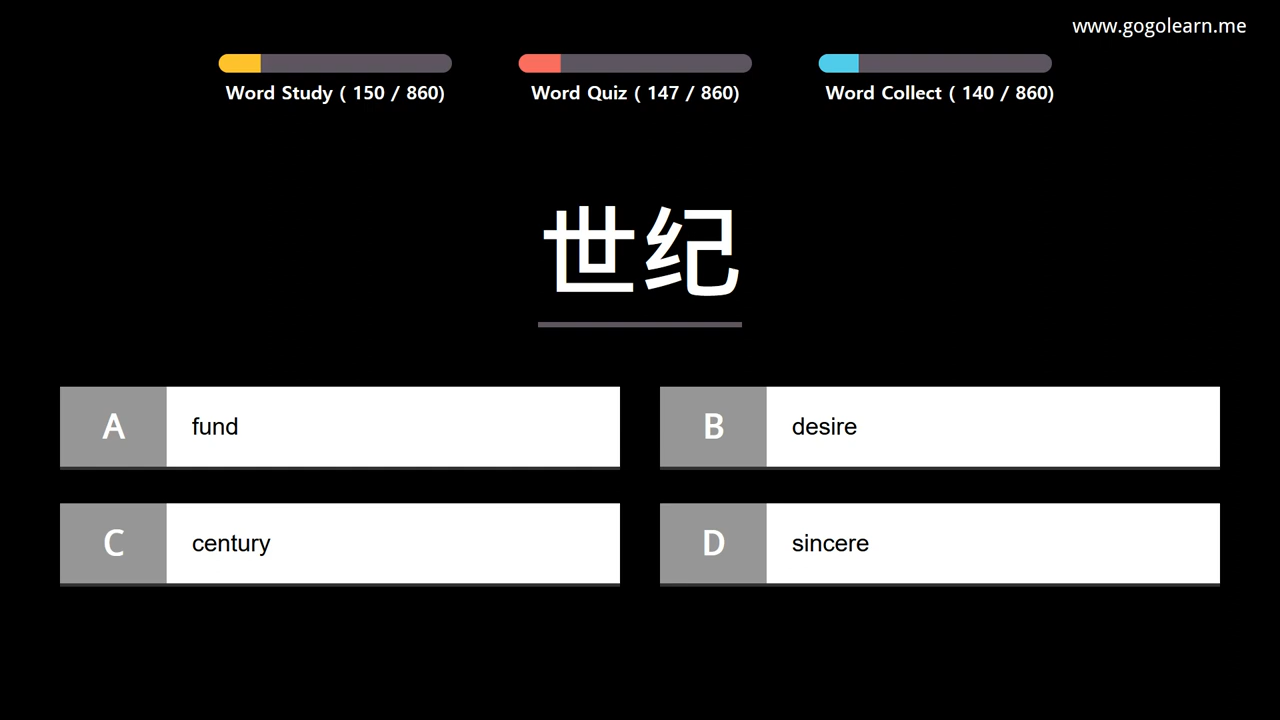 www.gogolearn.me
Word Study ( 150 / 860)
Word Quiz ( 147 / 860)
Word Collect ( 140 / 860)
世纪
A
fund
B
desire
C
century
D
sincere